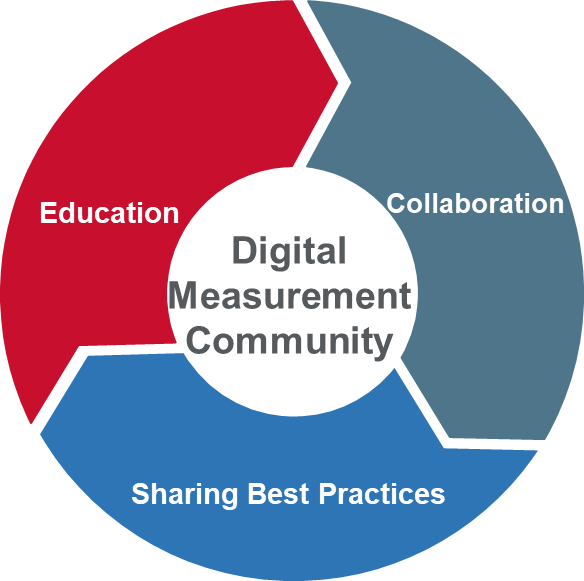 Education
Collaboration
Digital
Measurement
Community
Sharing Best Practices